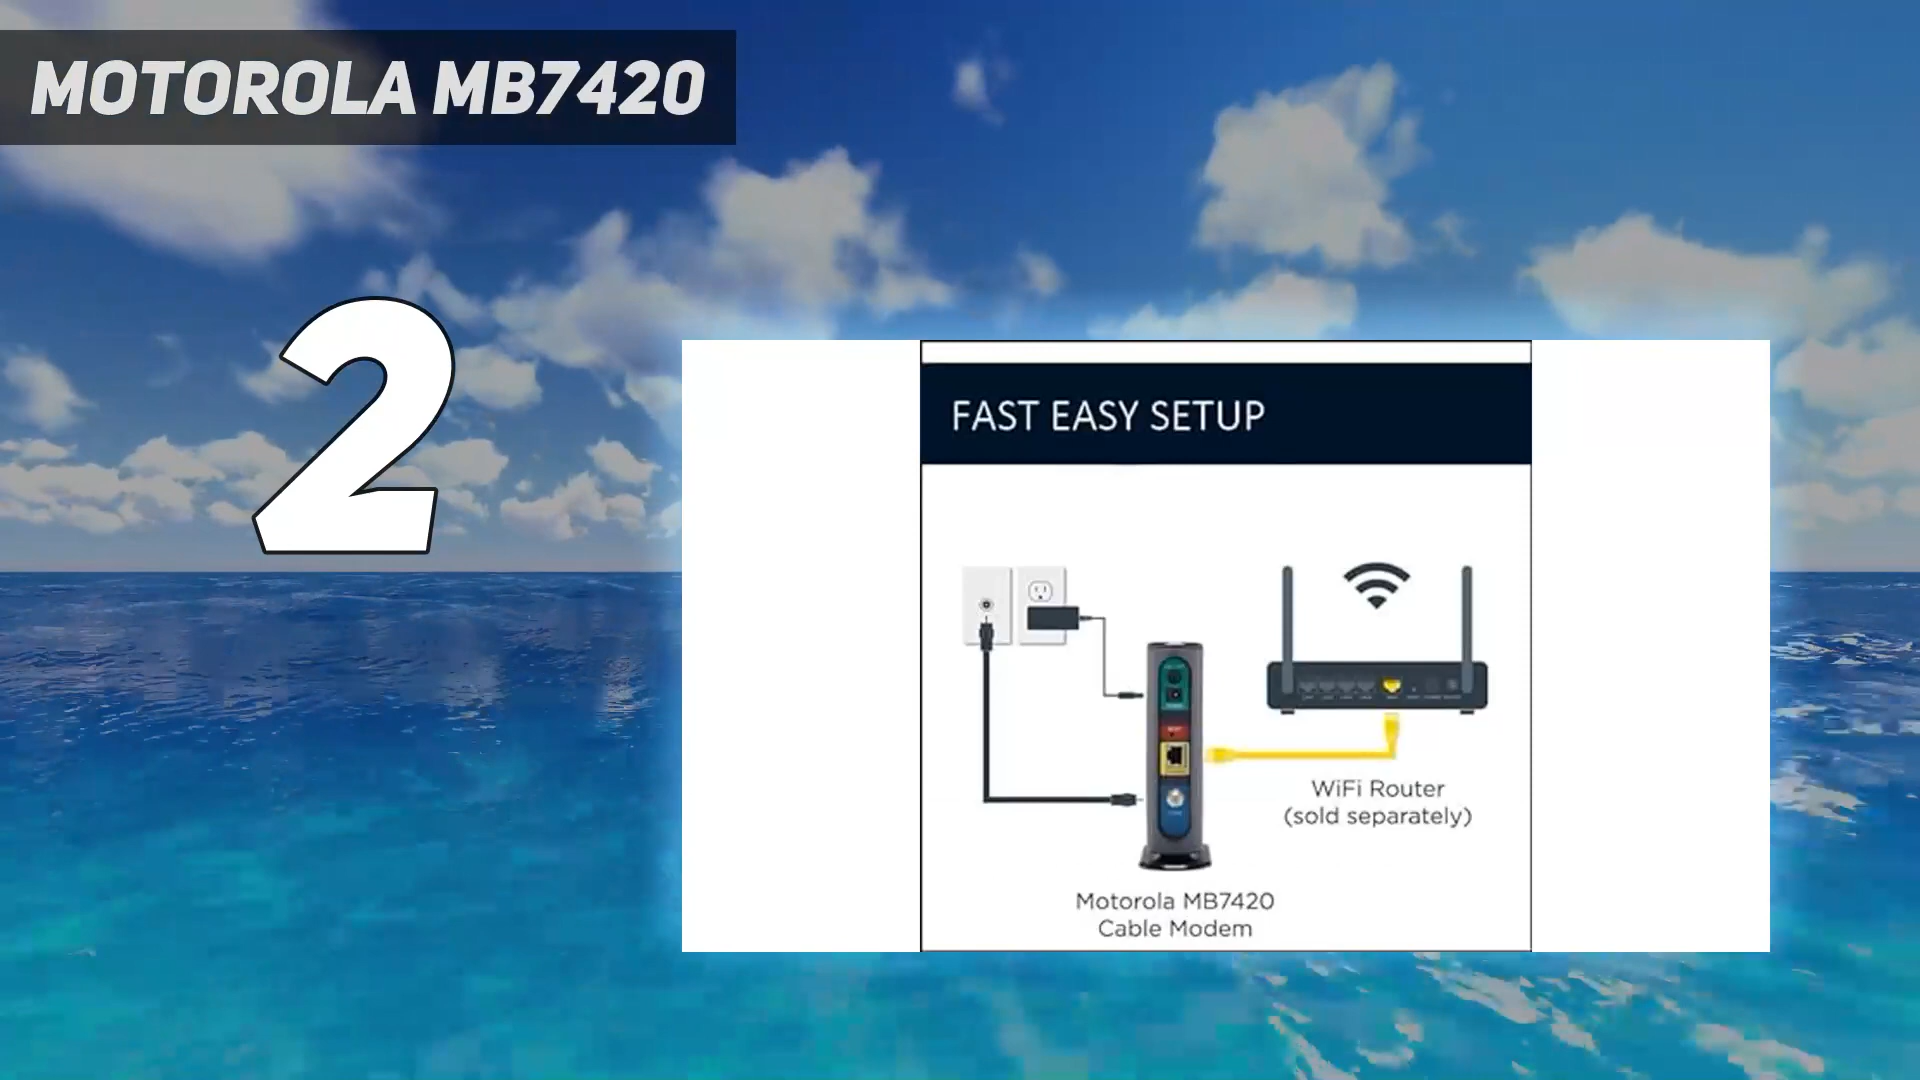 MOTOROLA MB7420
2
FAST EASY SETUP
WiFi Router
(sold separately)
Motorola MB7420
Cable Modem